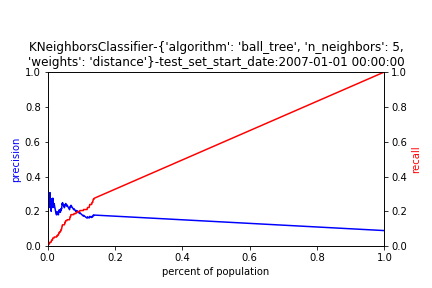 KNeighborsClassifier-{'algorithm': 'ball_tree', 'n_neighbors': 5,
'weights': 'distance'}-test_set_start_date:2007-01-01 00:00:00
1.0
0.8
0.6
0.4
0.2
0.0
precision
1.0
0.8
0.6
0.4
0.2
0.0
recall
0.0 0.2 0.4 0.6 0.8 1.0
percent of population